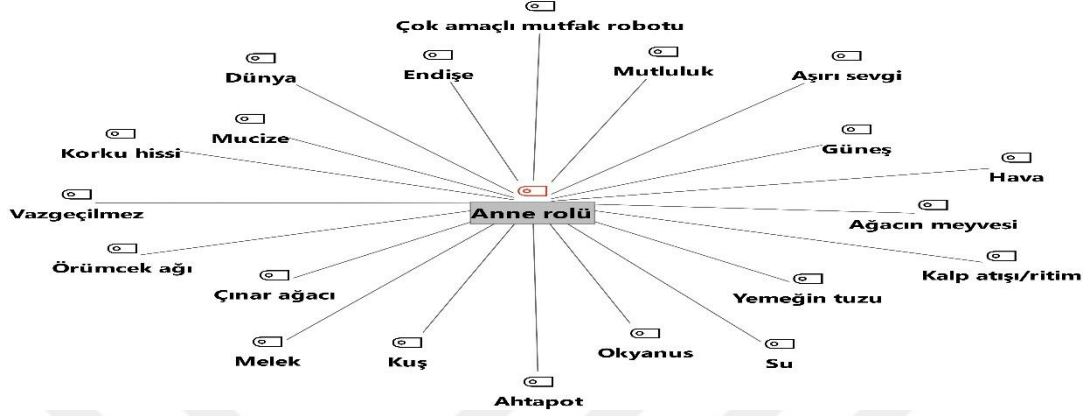 Çok amaçlı mutfak robotu
Dünya
Endişe
Mutluluk
Aşırı sevgi
Mucize
Korku hissi
Güneş
Hava
Vazgeçilmez
Anne rolü
Ağacın meyvesi
Örümcek ağı
Kalp atışı/ritim
Çınar ağacı
Yemeğin tuzu
Melek
Kuş
Okyanus
Su
Ahtapot